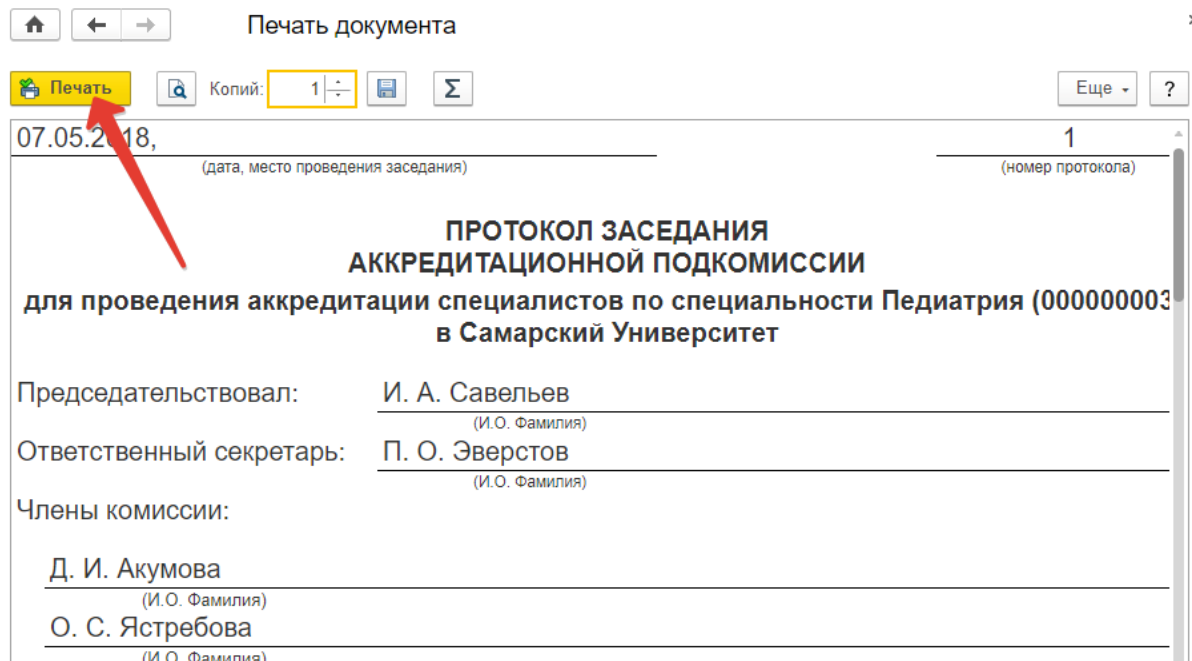 Печать документа
Печать Копий: 1 Σ Еще ?
07.05.2018, 1
(дата, место проведения заседания) (номер протокола)
ПРОТОКОЛ ЗАСЕДАНИЯ
АККРЕДИТАЦИОННОЙ ПОДКОМИССИИ
для проведения аккредитации специалистов по специальности Педиатрия (000000003
в Самарский Университет
Председательствовал: И. А. Савельев
(И.О. Фамилия)
Ответственный секретарь: П. О. Эверстов
(И.О. Фамилия)
Члены комиссии:
Д. И. Акумова
(И.О. Фамилия)
О. С. Ястребова
(И.О. Фамилия)